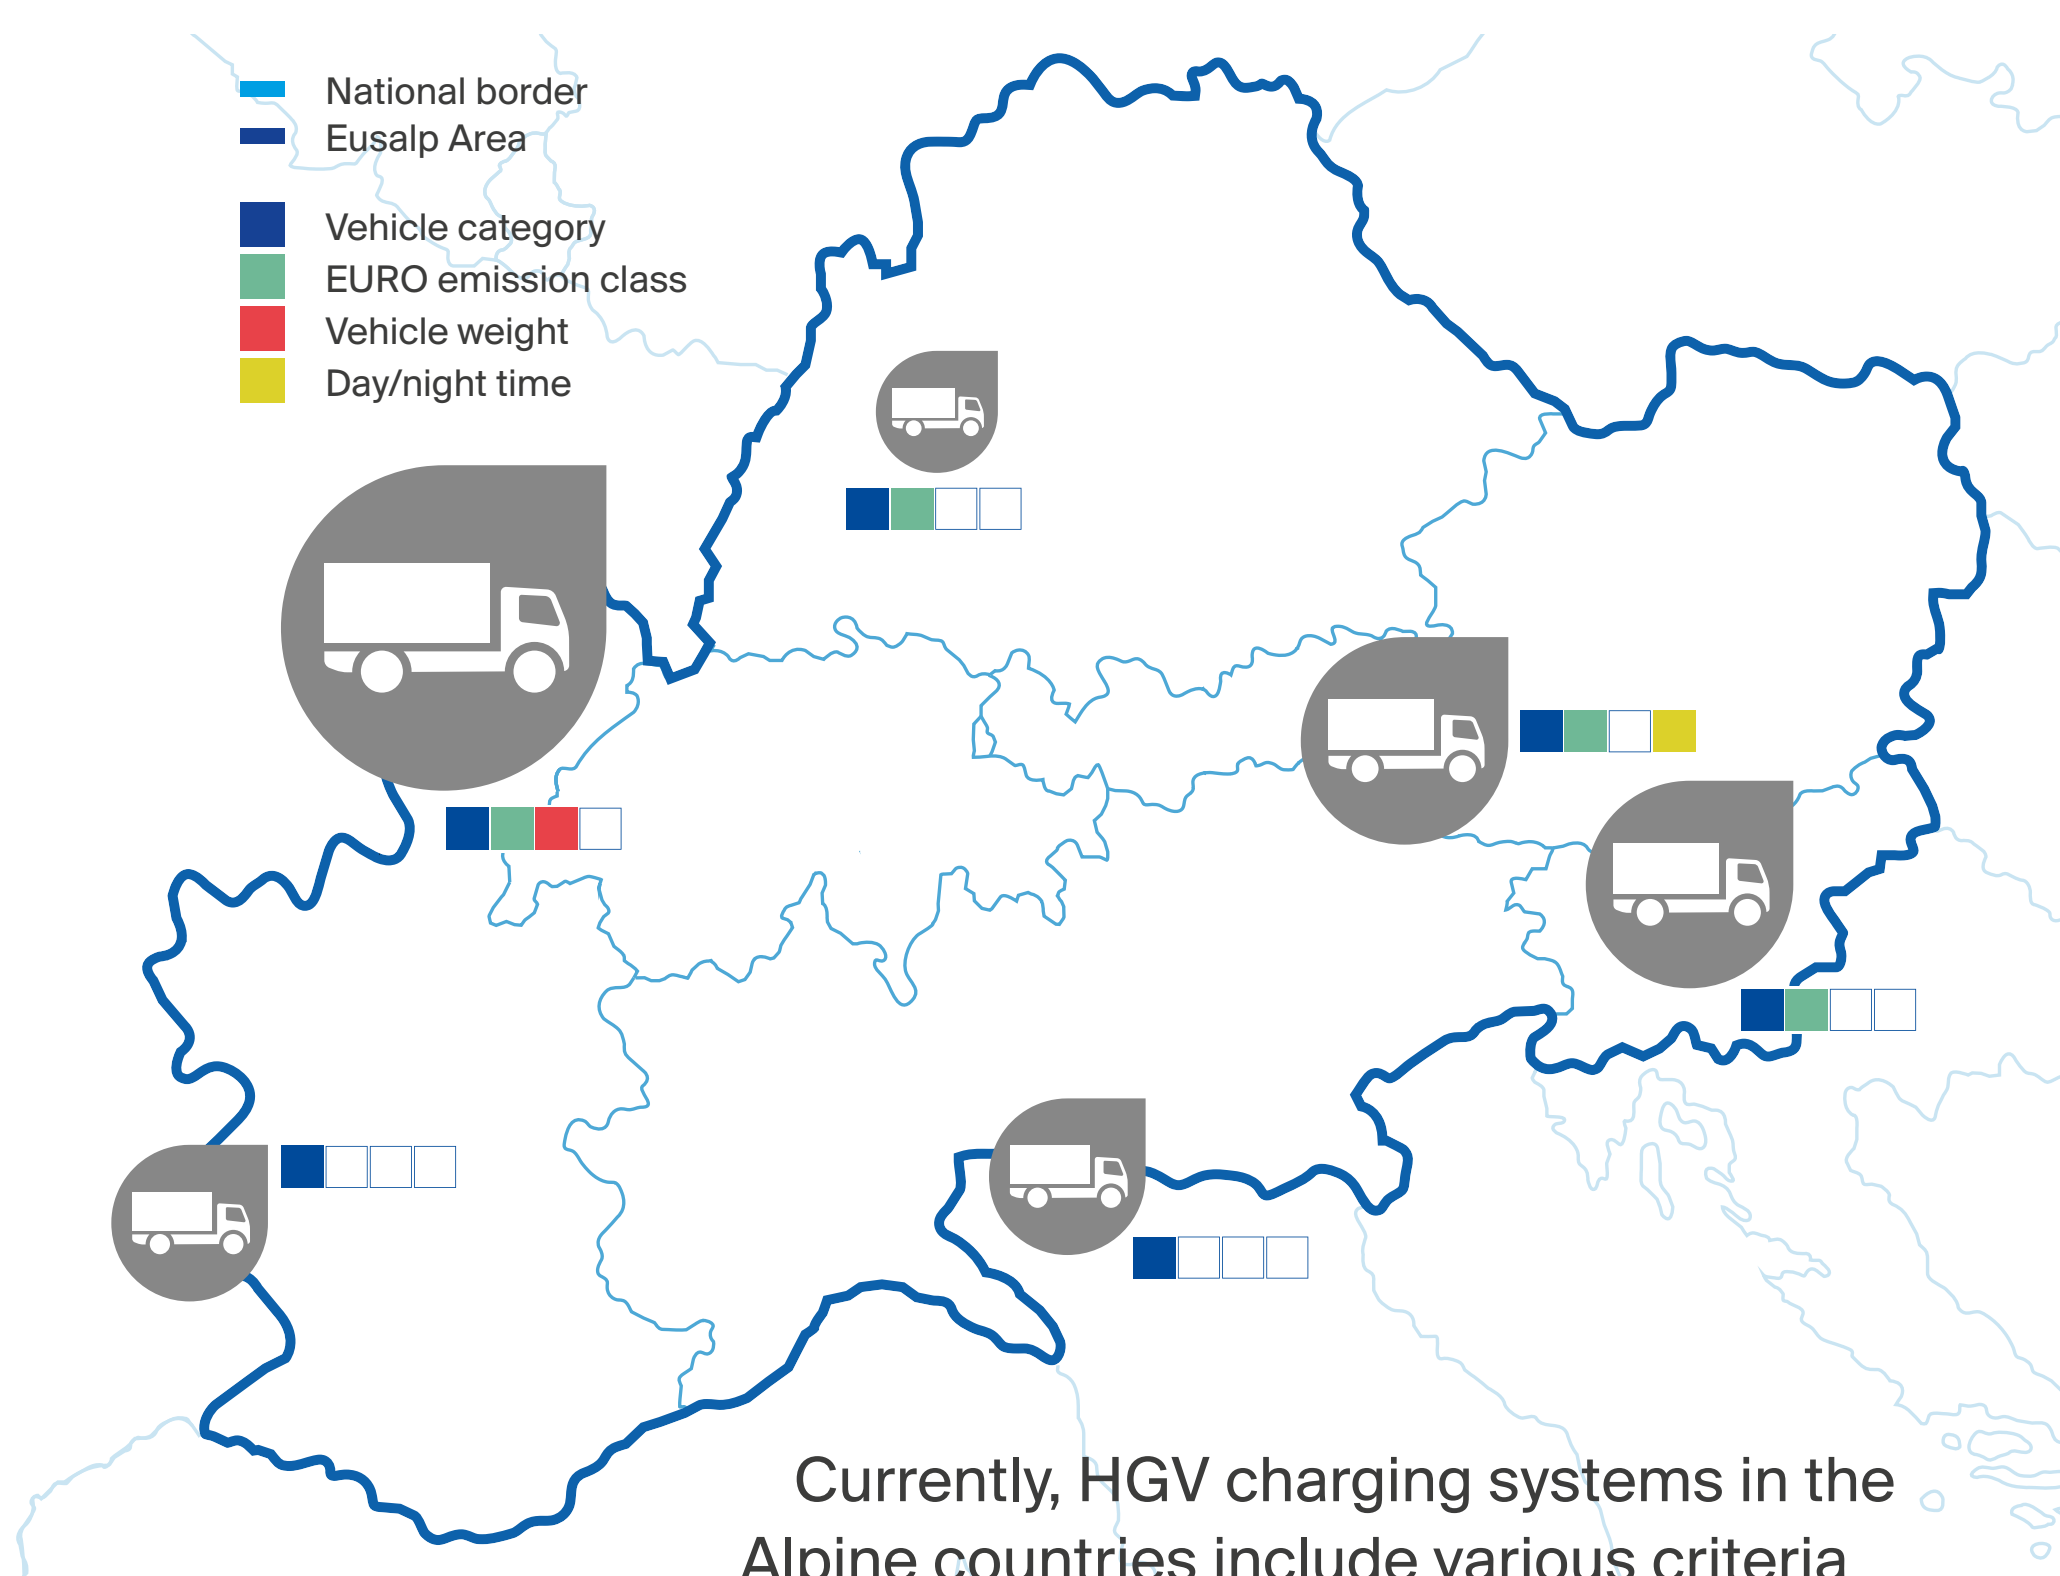 National border
Eusalp Area
Vehicle category
EURO emission class
Vehicle weight
Day/night time
Currently, HGV charging systems in the
Alpine countries include various criteria